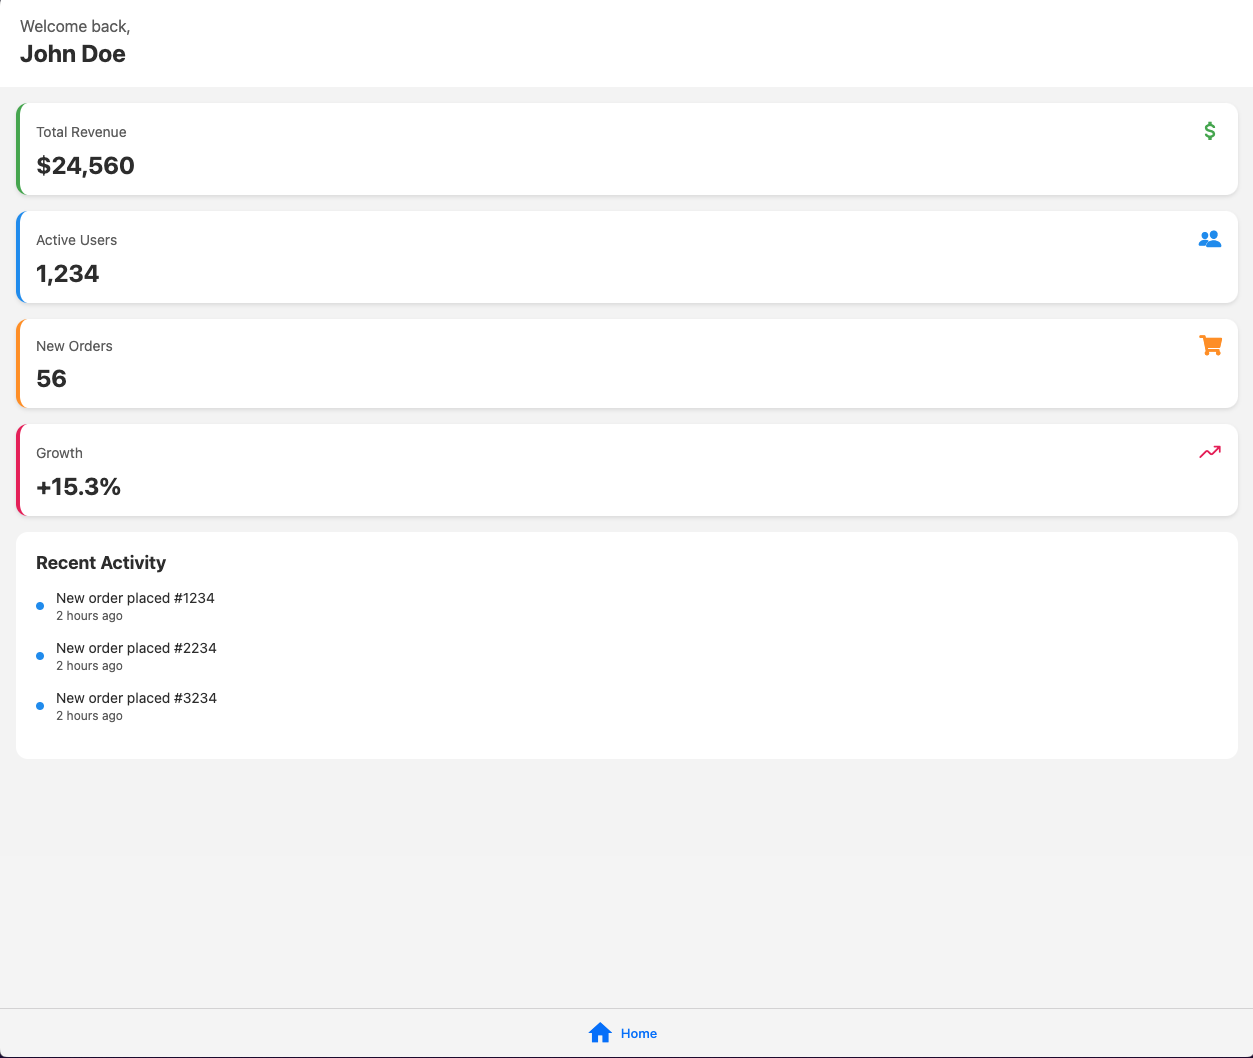 Welcome back,
John Doe
Total Revenue
$
$24,560
Active Users
1,234
New Orders
56
Growth
+15.3%
Recent Activity
New order placed #1234
2 hours ago
New order placed #2234
2 hours ago
New order placed #3234
2 hours ago
Home